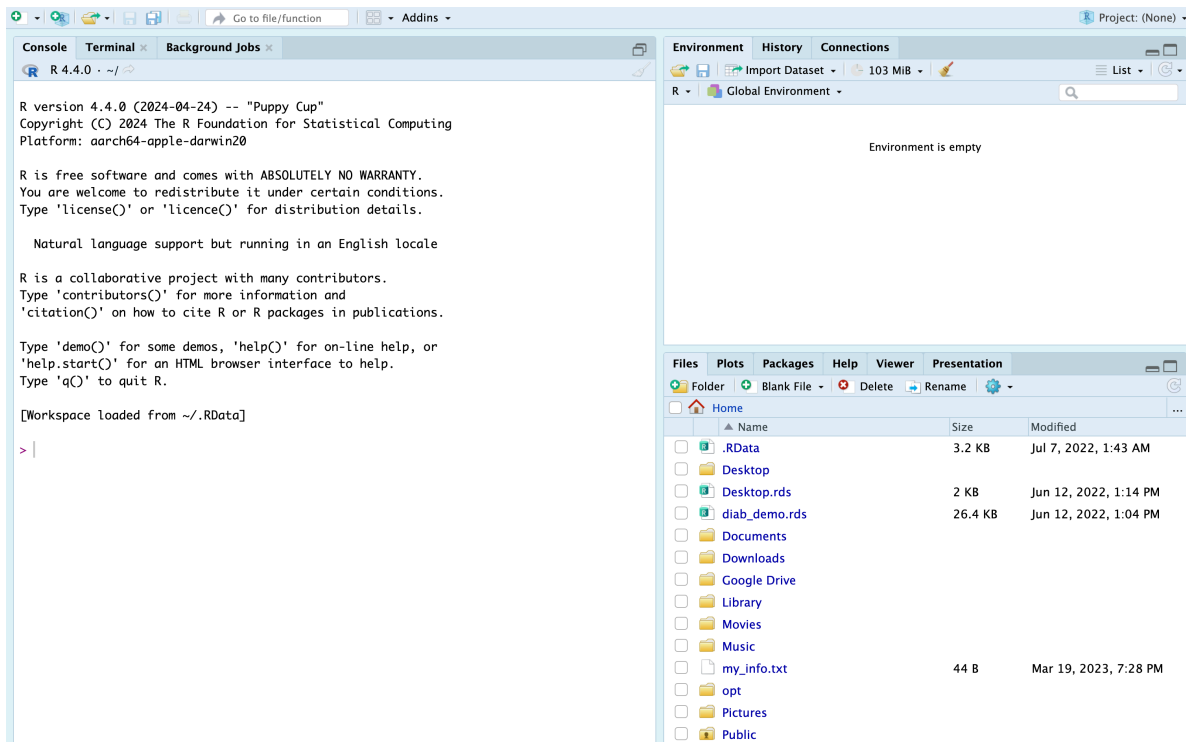 Go to file/function
Addins
Project: (None)
Console Terminal Background Jobs
R 4.4.0 · ~/
R version 4.4.0 (2024-04-24) -- "Puppy Cup"
Copyright (C) 2024 The R Foundation for Statistical Computing
Platform: aarch64-apple-darwin20
R is free software and comes with ABSOLUTELY NO WARRANTY.
You are welcome to redistribute it under certain conditions.
Type 'license()' or 'licence()' for distribution details.
Natural language support but running in an English locale
R is a collaborative project with many contributors.
Type 'contributors()' for more information and
'citation()' on how to cite R or R packages in publications.
Type 'demo()' for some demos, 'help()' for on-line help, or
'help.start()' for an HTML browser interface to help.
Type 'q()' to quit R.
[Workspace loaded from ~/.RData]
>
Environment History Connections
Import Dataset 103 MiB List
R Global Environment
Environment is empty
Files Plots Packages Help Viewer Presentation
Folder Blank File Delete Rename
Home ...
Name Size Modified
.RData 3.2 KB Jul 7, 2022, 1:43 AM
Desktop
Desktop.rds 2 KB Jun 12, 2022, 1:14 PM
diab_demo.rds 26.4 KB Jun 12, 2022, 1:04 PM
Documents
Downloads
Google Drive
Library
Movies
Music
my_info.txt 44 B Mar 19, 2023, 7:28 PM
opt
Pictures
Public